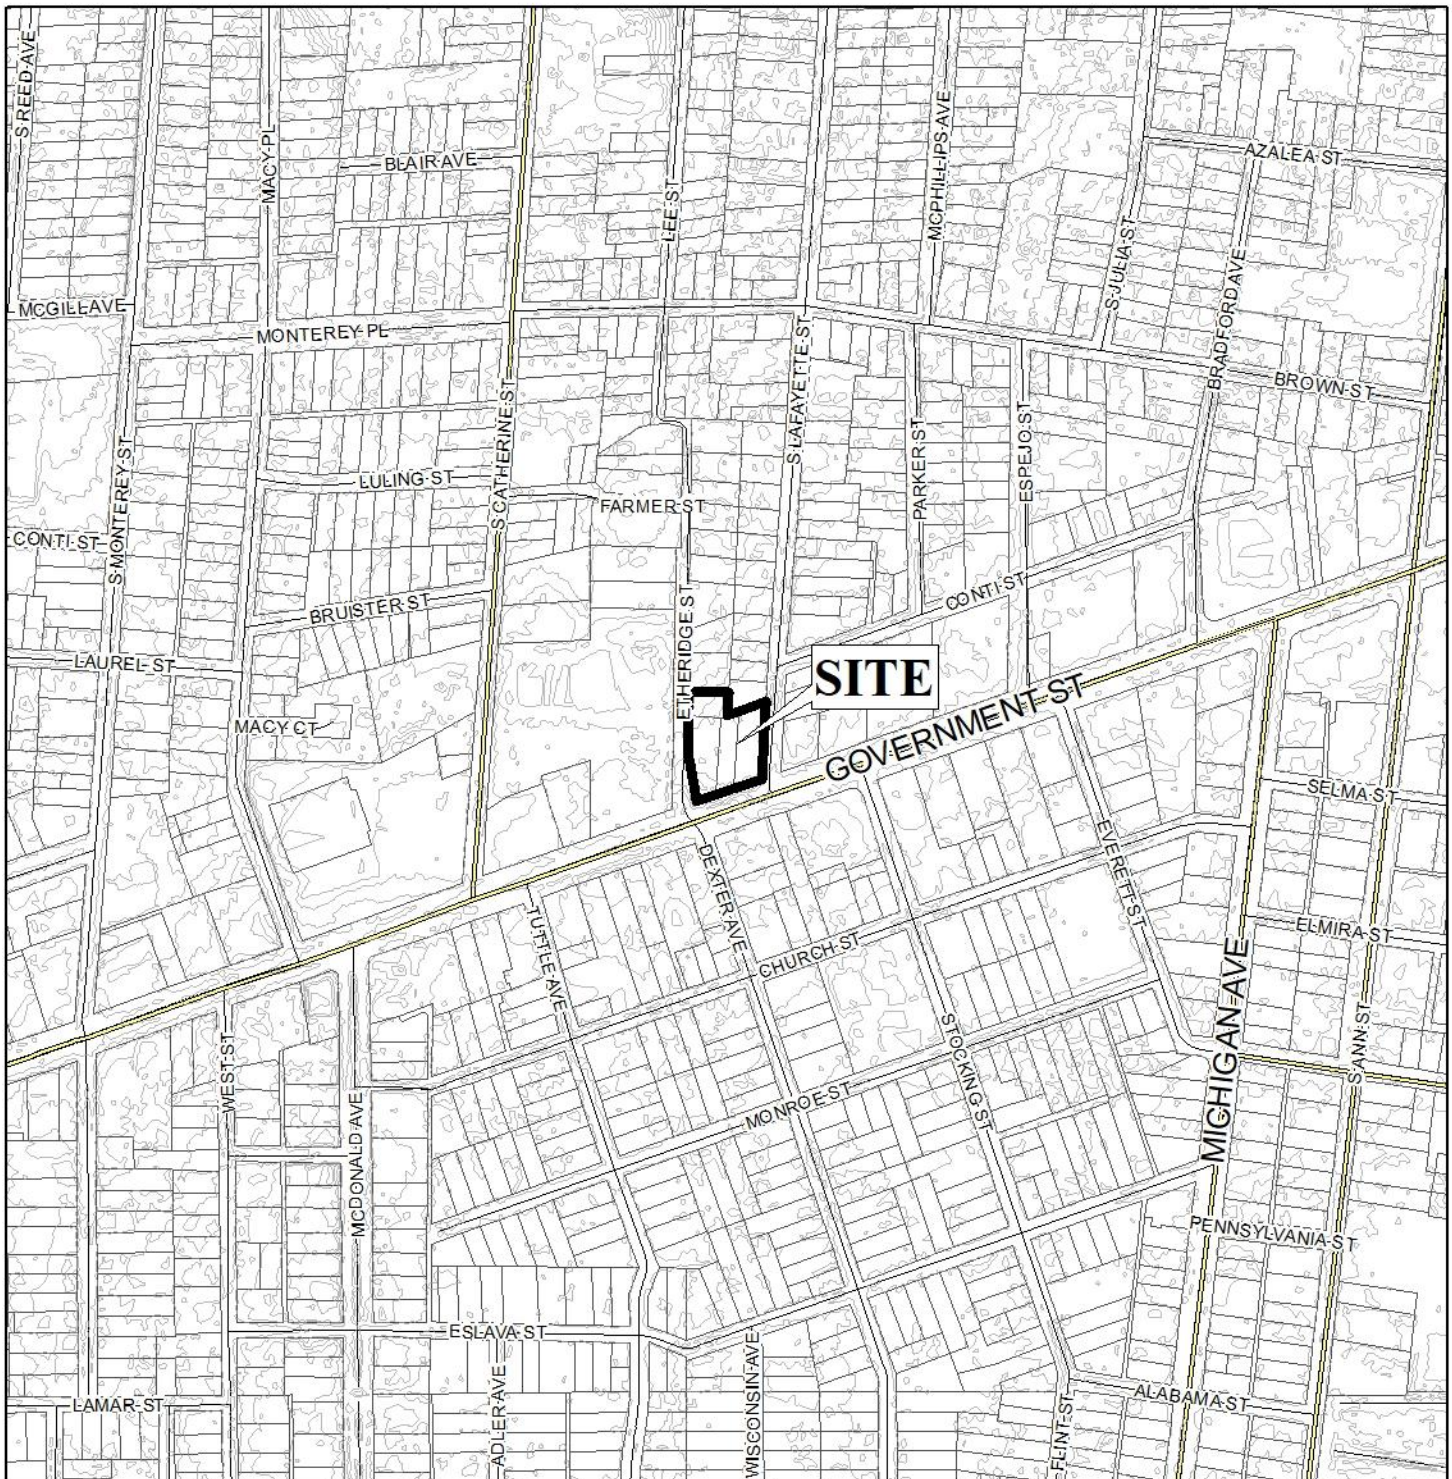 S REED AVE
MACY PL
BLAIR AVE
LEE ST
MCPHILLIPS AVE
AZALEA ST
S JULIA ST
BRADFORD AVE
MCGILL AVE
MONTEREY PL
S LAFAYETTE ST
BROWN ST
S CATHERINE ST
S MONTEREY ST
LULING ST
FARMER ST
PARKER ST
ESPEJO ST
CONTI ST
BRUISTER ST
ETHERIDGE ST
CONTI ST
LAUREL ST
SITE
MACY CT
GOVERNMENT ST
SELMA ST
EVERETT ST
DEXTER AVE
TUTTLE AVE
CHURCH ST
ELMIRA ST
MICHIGAN AVE
S ANN ST
STOCKING ST
WEST ST
MCDONALD AVE
MONROE ST
PENNSYLVANIA ST
ESLAVA ST
WISCONSIN AVE
ADLER AVE
LAMAR ST
FLINT ST
ALABAMA ST